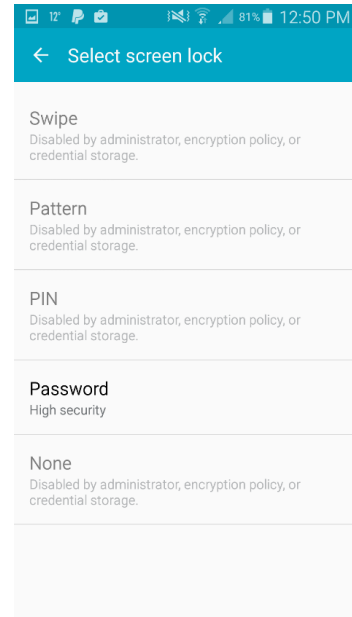 12° 81% 12:50 PM
Select screen lock
Swipe
Disabled by administrator, encryption policy, or
credential storage.
Pattern
Disabled by administrator, encryption policy, or
credential storage.
PIN
Disabled by administrator, encryption policy, or
credential storage.
Password
High security
None
Disabled by administrator, encryption policy, or
credential storage.